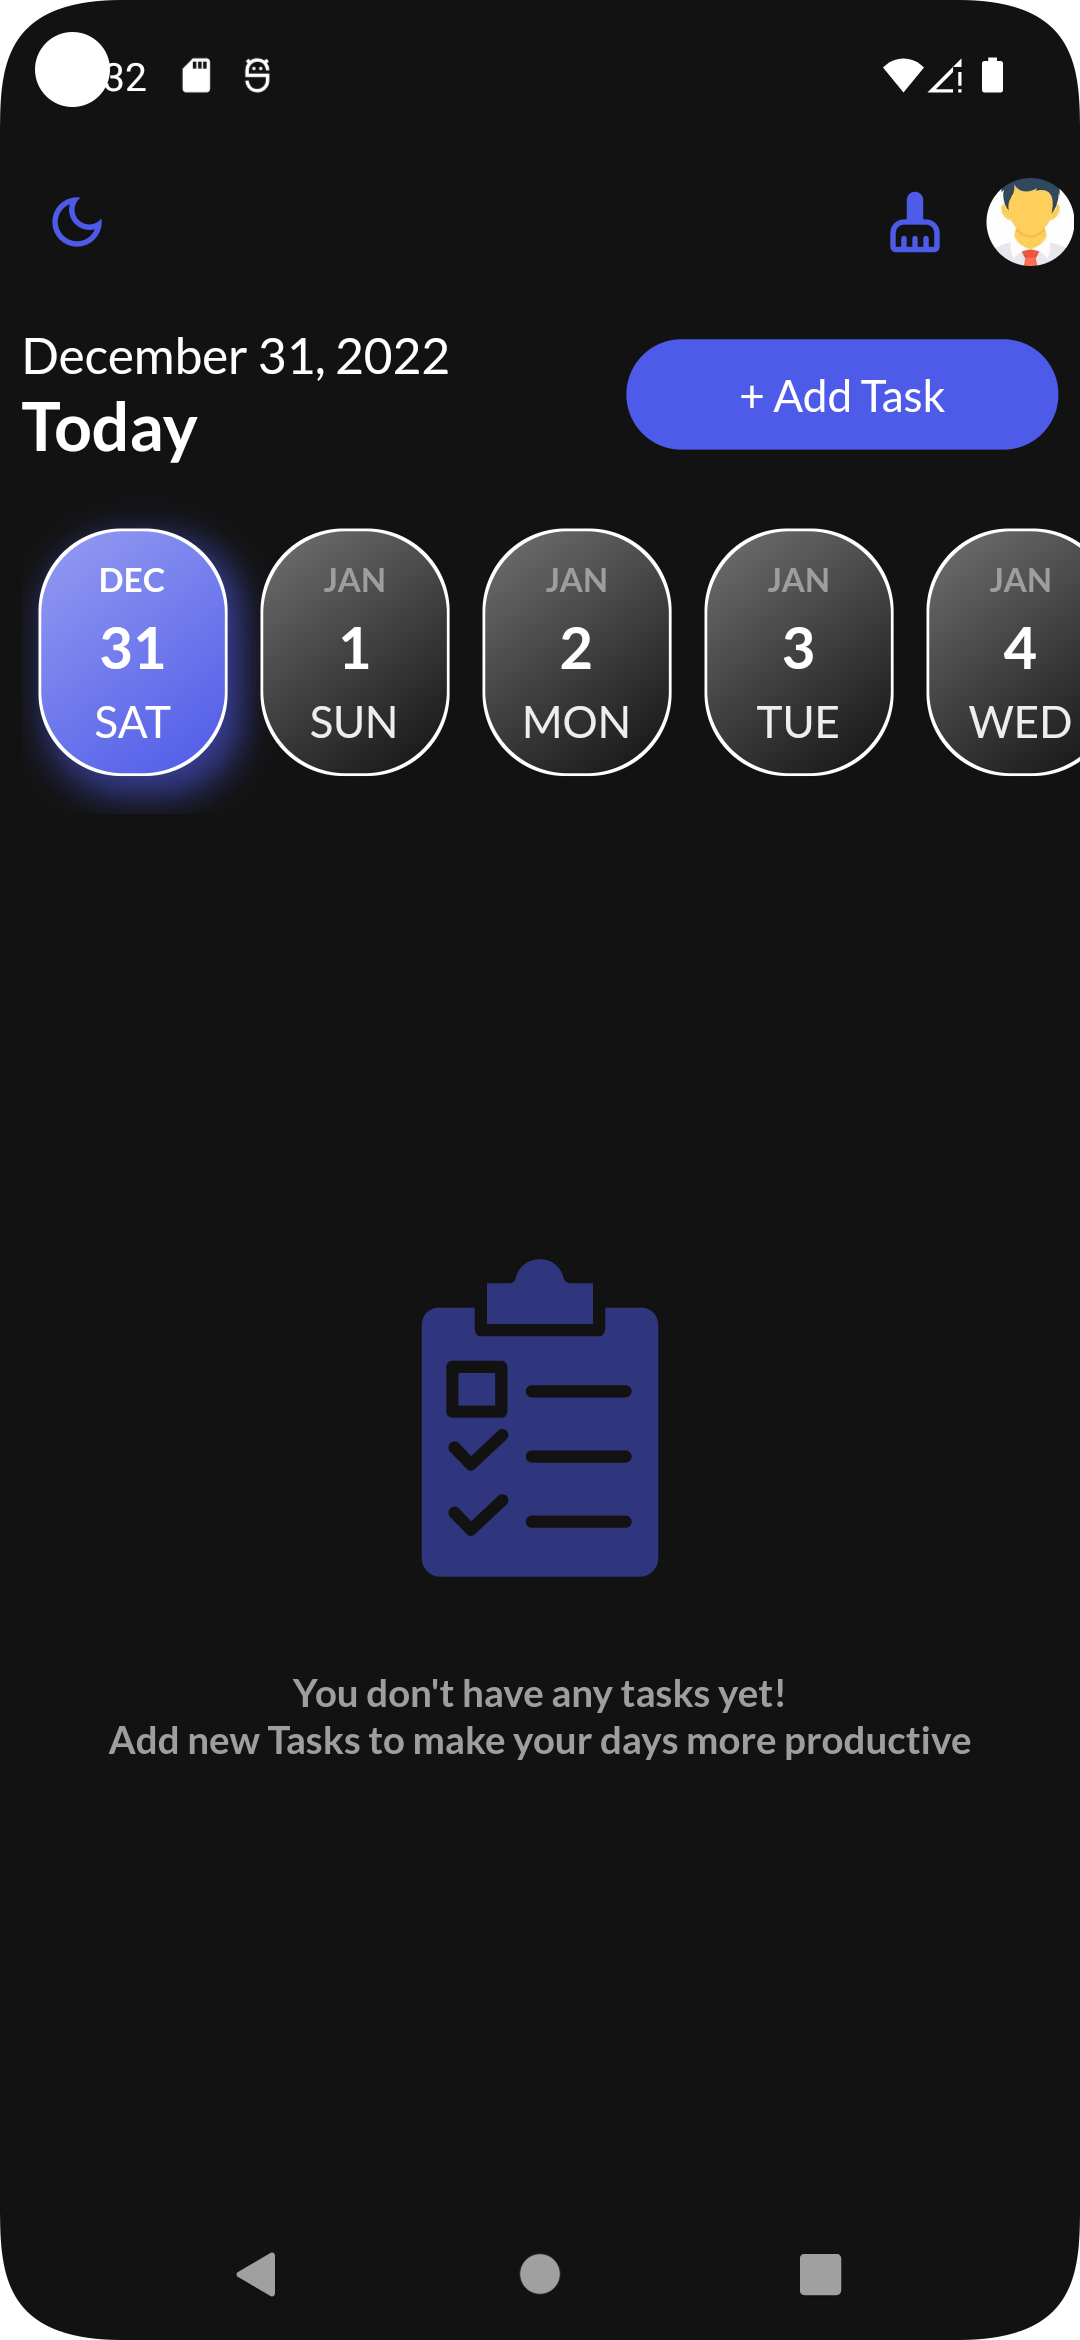 32
December 31, 2022
Today
+ Add Task
DEC
31
SAT
JAN
1
SUN
JAN
2
MON
JAN
3
TUE
JAN
4
WED
You don't have any tasks yet!
Add new Tasks to make your days more productive